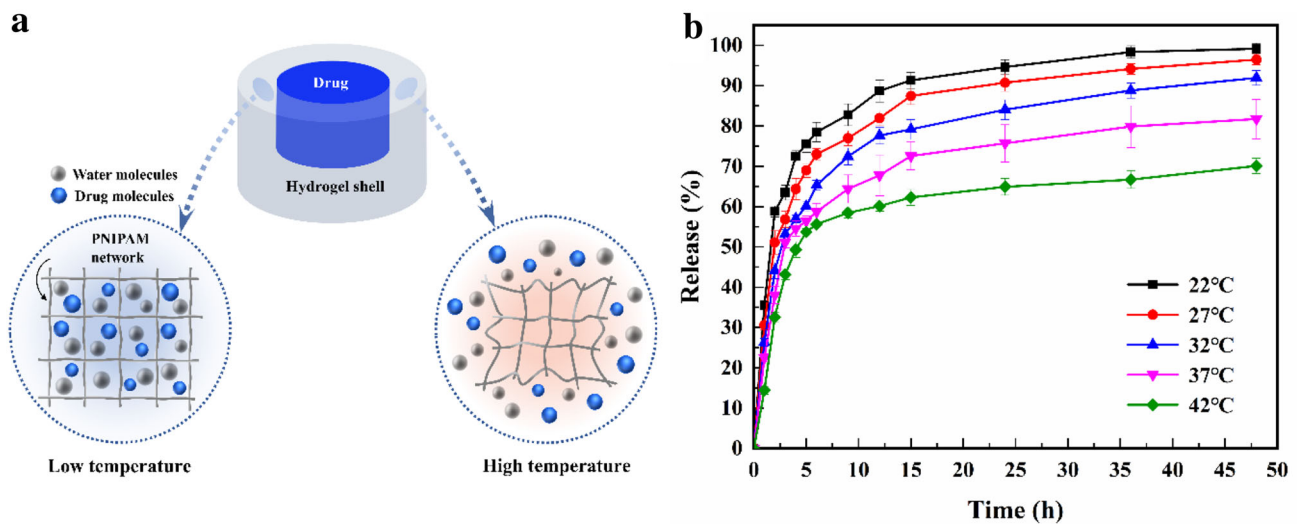 a
Drug
Hydrogel shell
Water molecules
Drug molecules
PNIPAM
network
Low temperature
High temperature
b
Release (%)
100
90
80
70
60
50
40
30
20
10
0
0 5 10 15 20 25 30 35 40 45 50
Time (h)
22°C
27°C
32°C
37°C
42°C